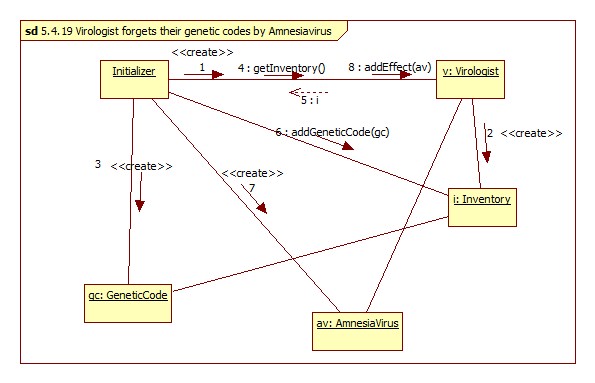 sd 5.4.19 Virologist forgets their genetic codes by Amnesiavirus
<<create>>
1
4 : getInventory()
8 : addEffect(av)
Initializer
v: Virologist
5 : i
6 : addGeneticCode(gc)
2 <<create>>
3 <<create>>
<<create>>
7
i: Inventory
gc: GeneticCode
av: AmnesiaVirus